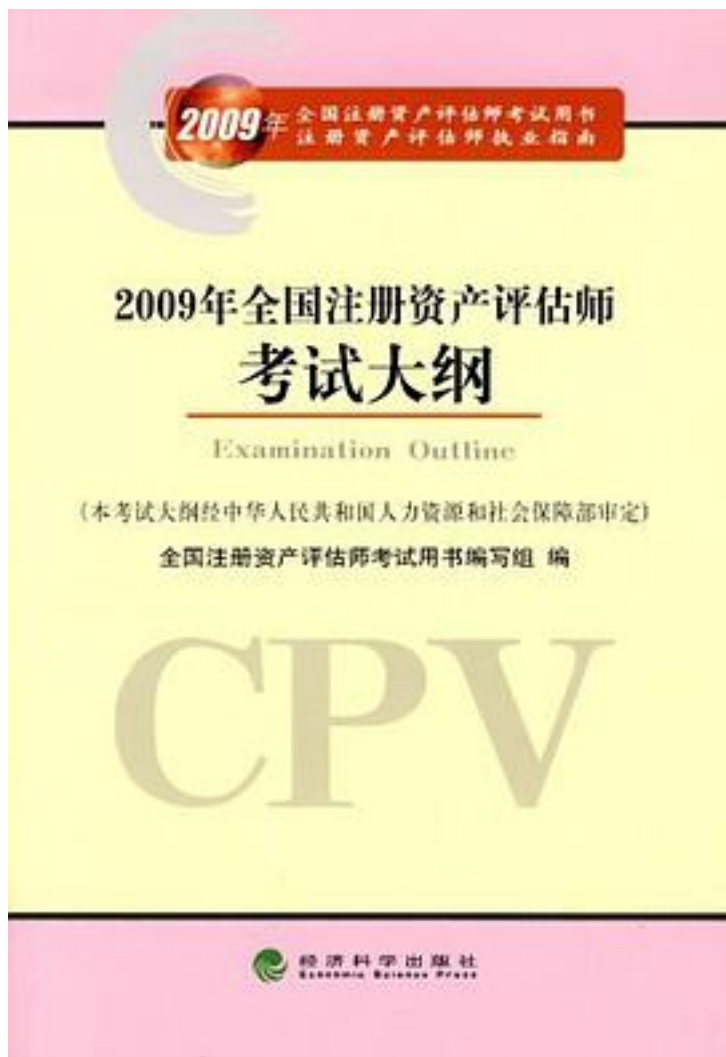 2009年
全国注册资产评估师考试用书
注册资产评估师执业指南
2009年全国注册资产评估师
考试大纲
Examination Outline
(本考试大纲经中华人民共和国人力资源和社会保障部审定)
全国注册资产评估师考试用书编写组 编
CPV
经济科学出版社
Economic Science Press